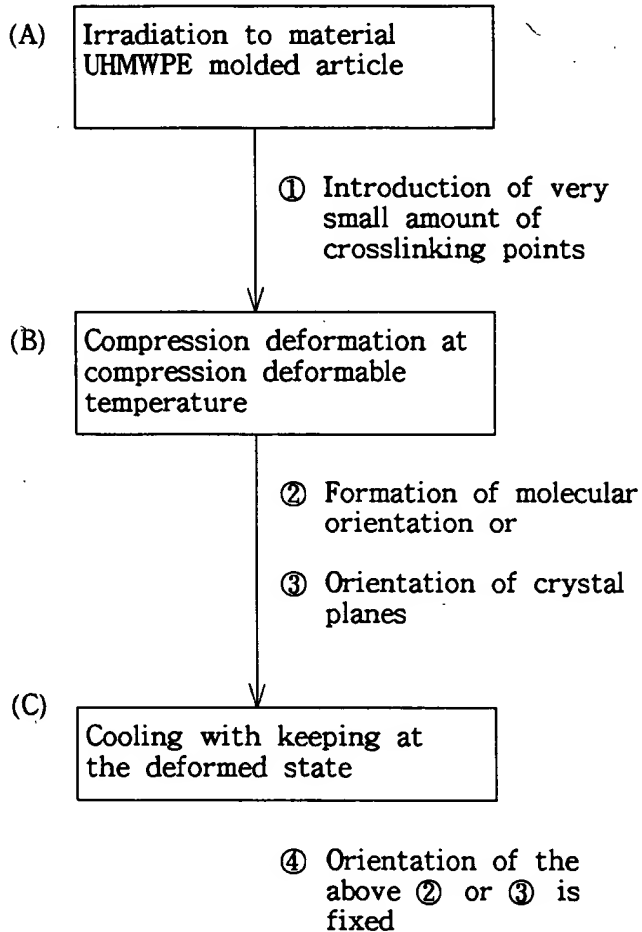 (A) Irradiation to material
UHMWPE molded article
① Introduction of very
small amount of
crosslinking points
(B) Compression deformation at
compression deformable
temperature
② Formation of molecular
orientation or
③ Orientation of crystal
planes
(C) Cooling with keeping at
the deformed state
④ Orientation of the
above ② or ③ is
fixed